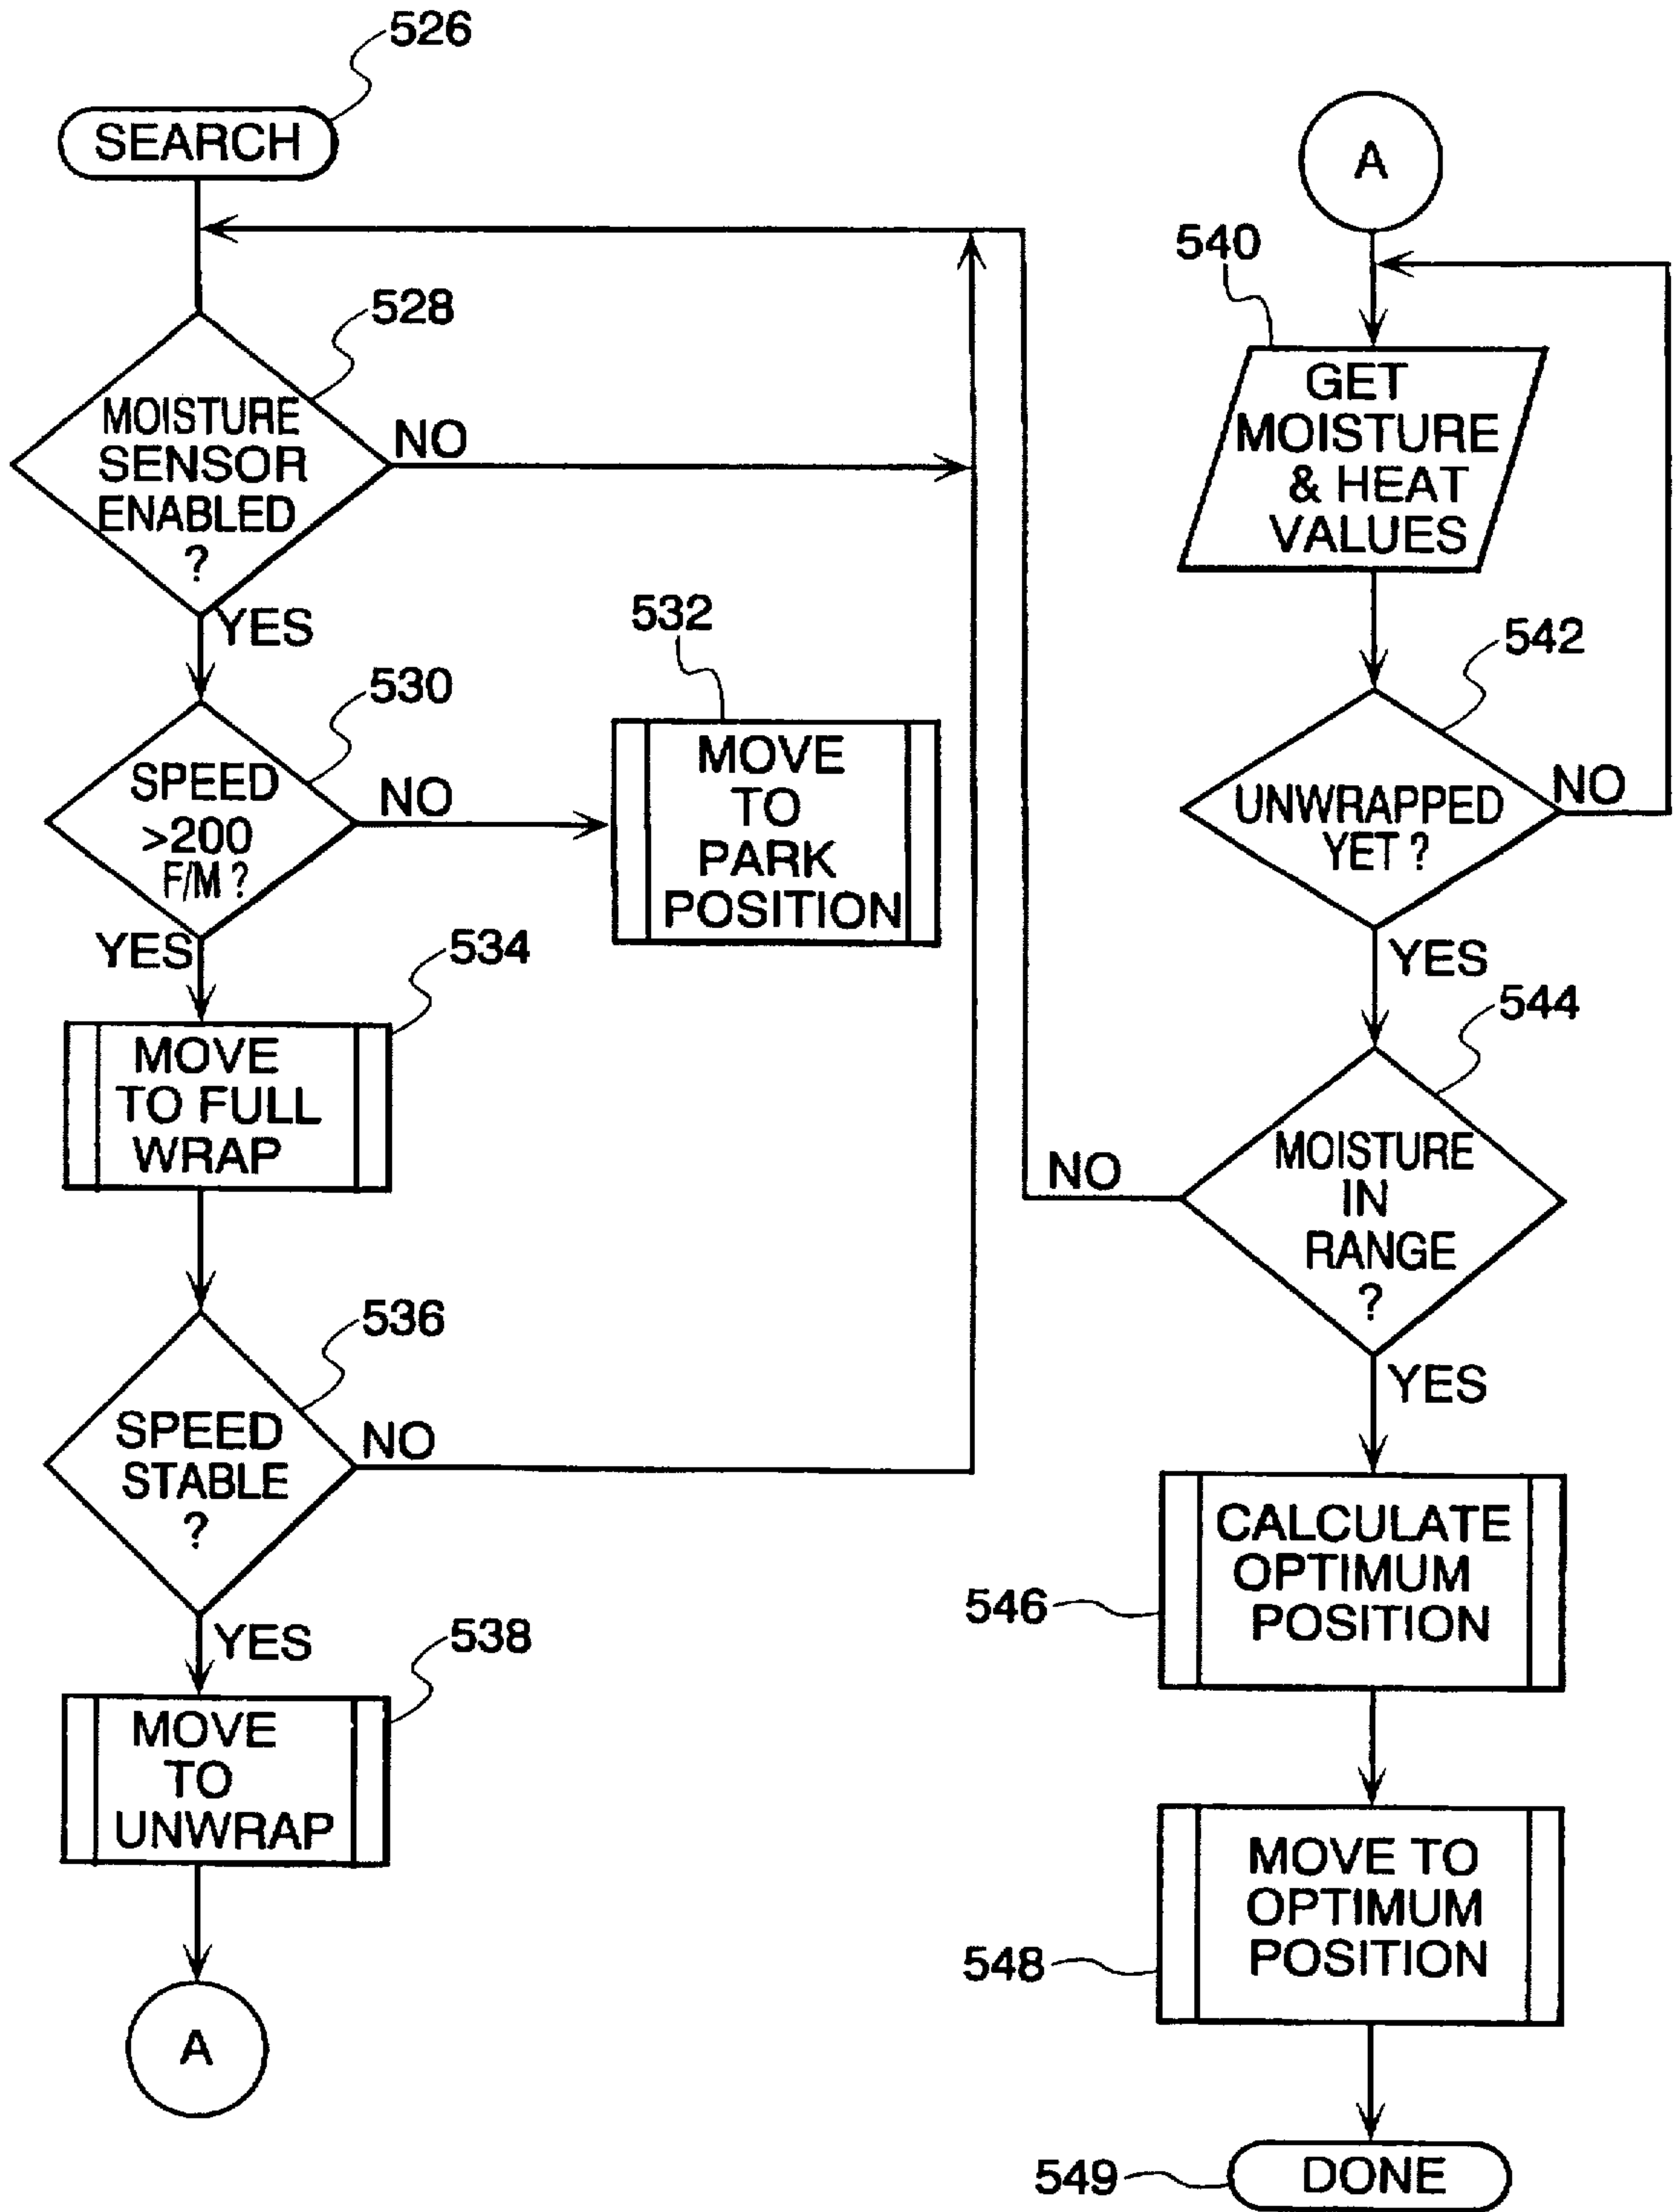 526
SEARCH
528
MOISTURE
SENSOR
ENABLED
?
NO
YES
530
SPEED
>200
F/M ?
NO
532
MOVE
TO
PARK
POSITION
YES
534
MOVE
TO FULL
WRAP
536
SPEED
STABLE
?
NO
YES
538
MOVE
TO
UNWRAP
A
A
540
GET
MOISTURE
& HEAT
VALUES
542
UNWRAPPED
YET ?
NO
YES
544
MOISTURE
IN
RANGE
?
NO
YES
546
CALCULATE
OPTIMUM
POSITION
548
MOVE TO
OPTIMUM
POSITION
549
DONE